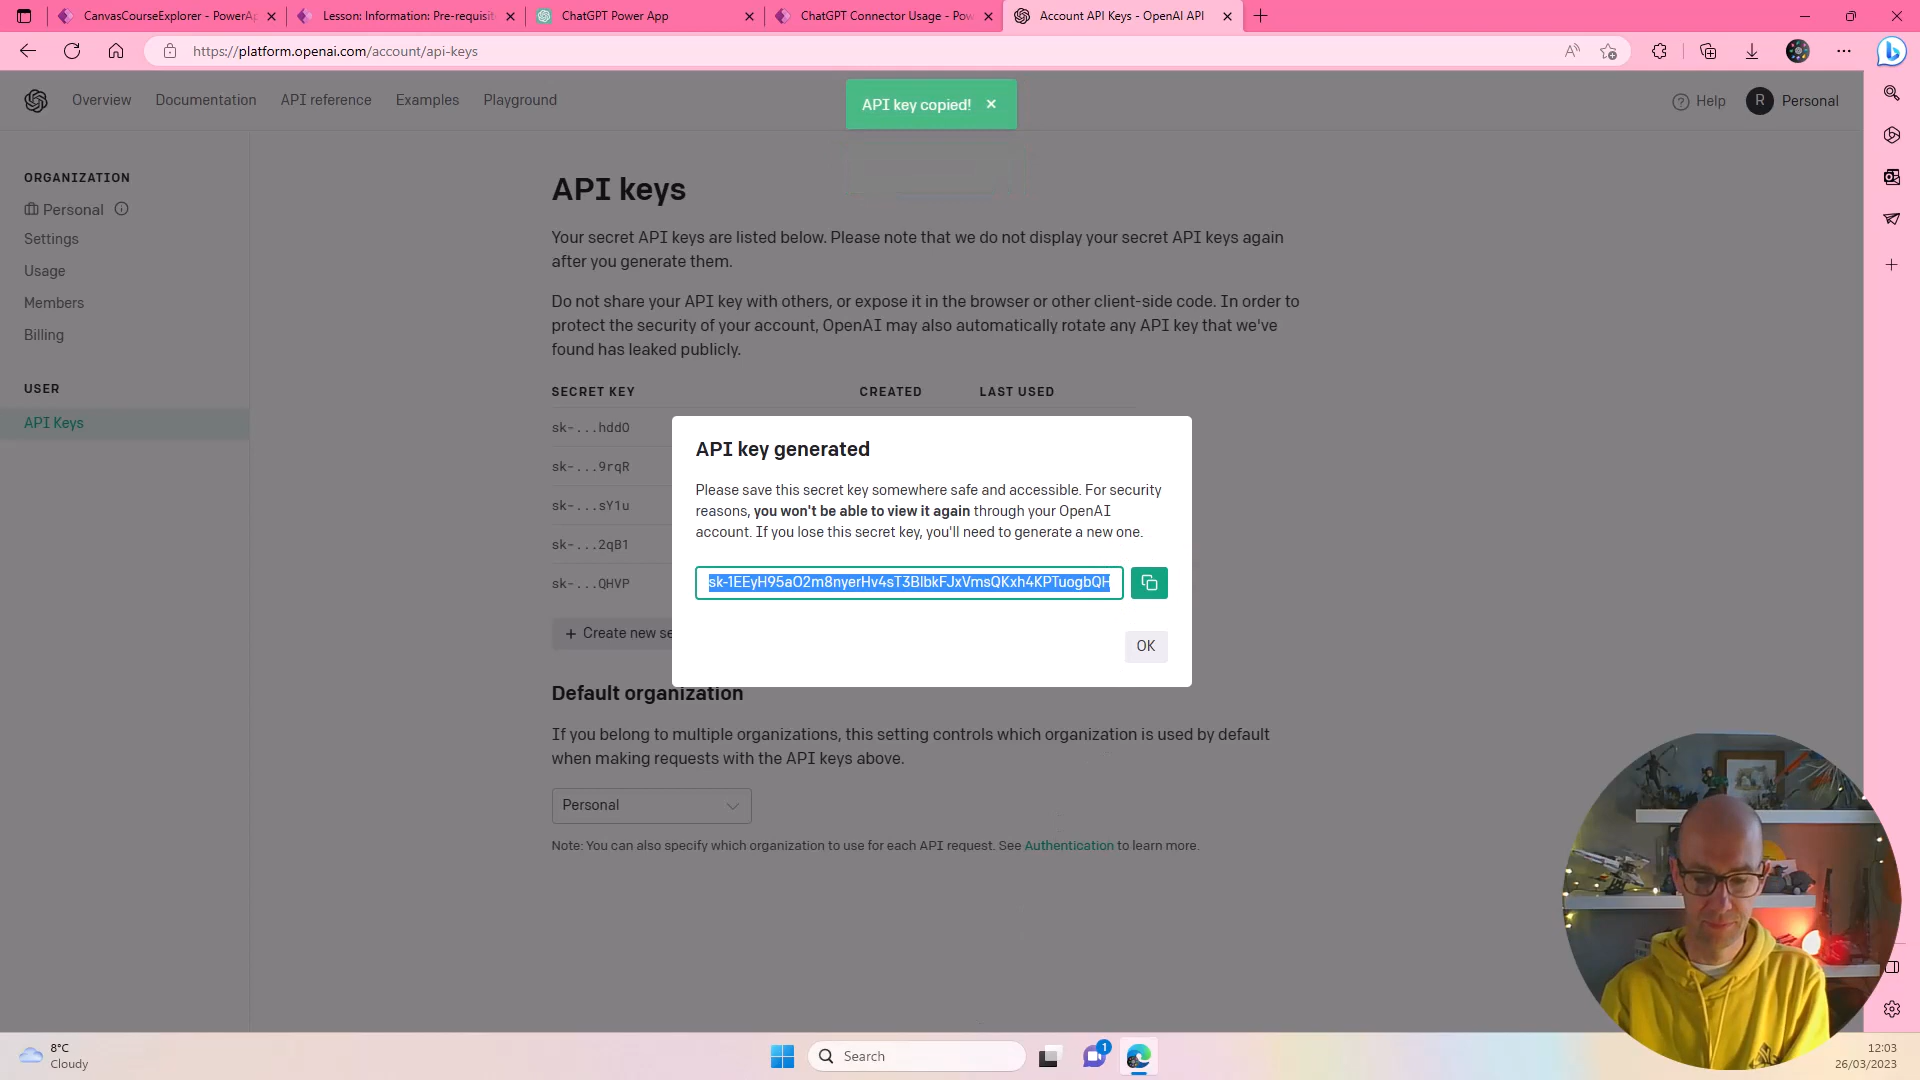 CanvasCourseExplorer - PowerAp
Lesson: Information: Pre-requisit
ChatGPT Power App
ChatGPT Connector Usage - Pow
Account API Keys - OpenAI API
https://platform.openai.com/account/api-keys
Overview
Documentation
API reference
Examples
Playground
API key copied!
Help
R
Personal
ORGANIZATION
Personal
Settings
Usage
Members
Billing
USER
API Keys
API keys
Your secret API keys are listed below. Please note that we do not display your secret API keys again
after you generate them.
Do not share your API key with others, or expose it in the browser or other client-side code. In order to
protect the security of your account, OpenAI may also automatically rotate any API key that we've
found has leaked publicly.
SECRET KEY
CREATED
LAST USED
sk-...hddO
sk-...9rqR
sk-...sY1u
sk-...2qB1
sk-...QHVP
+ Create new se
API key generated
Please save this secret key somewhere safe and accessible. For security
reasons, you won't be able to view it again through your OpenAI
account. If you lose this secret key, you'll need to generate a new one.
sk-1EEyH95aO2m8nyerHv4sT3BlbkFJxVmsQKxh4KPTuogbQH
OK
Default organization
If you belong to multiple organizations, this setting controls which organization is used by default
when making requests with the API keys above.
Personal
Note: You can also specify which organization to use for each API request. See Authentication to learn more.
8°C
Cloudy
Search
1
12:03
26/03/2023